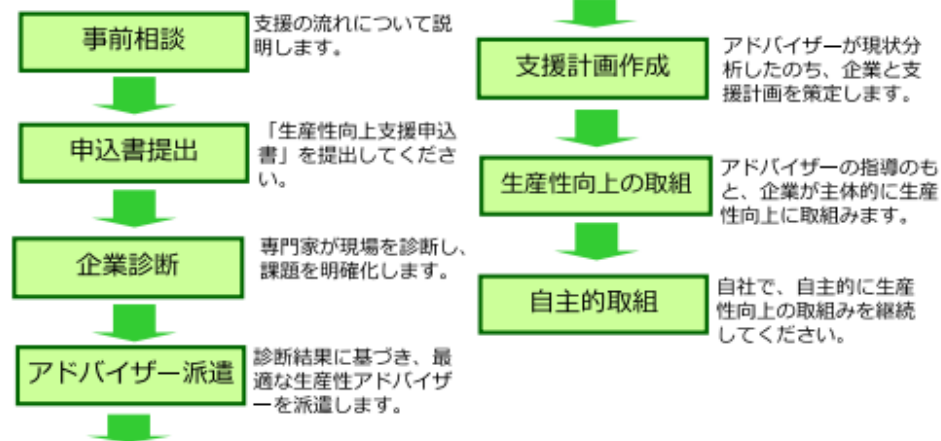 事前相談
支援の流れについて説
明します。
申込書提出
「生産性向上支援申込
書」を提出してくださ
い。
企業診断
専門家が現場を診断し、
課題を明確化します。
アドバイザー派遣
診断結果に基づき、最
適な生産性アドバイザ
ーを派遣します。
支援計画作成
アドバイザーが現状分
析したのち、企業と支
援計画を策定します。
生産性向上の取組
アドバイザーの指導のも
と、企業が主体的に生産
性向上に取組みます。
自主的取組
自社で、自主的に生産
性向上の取組みを継続
してください。